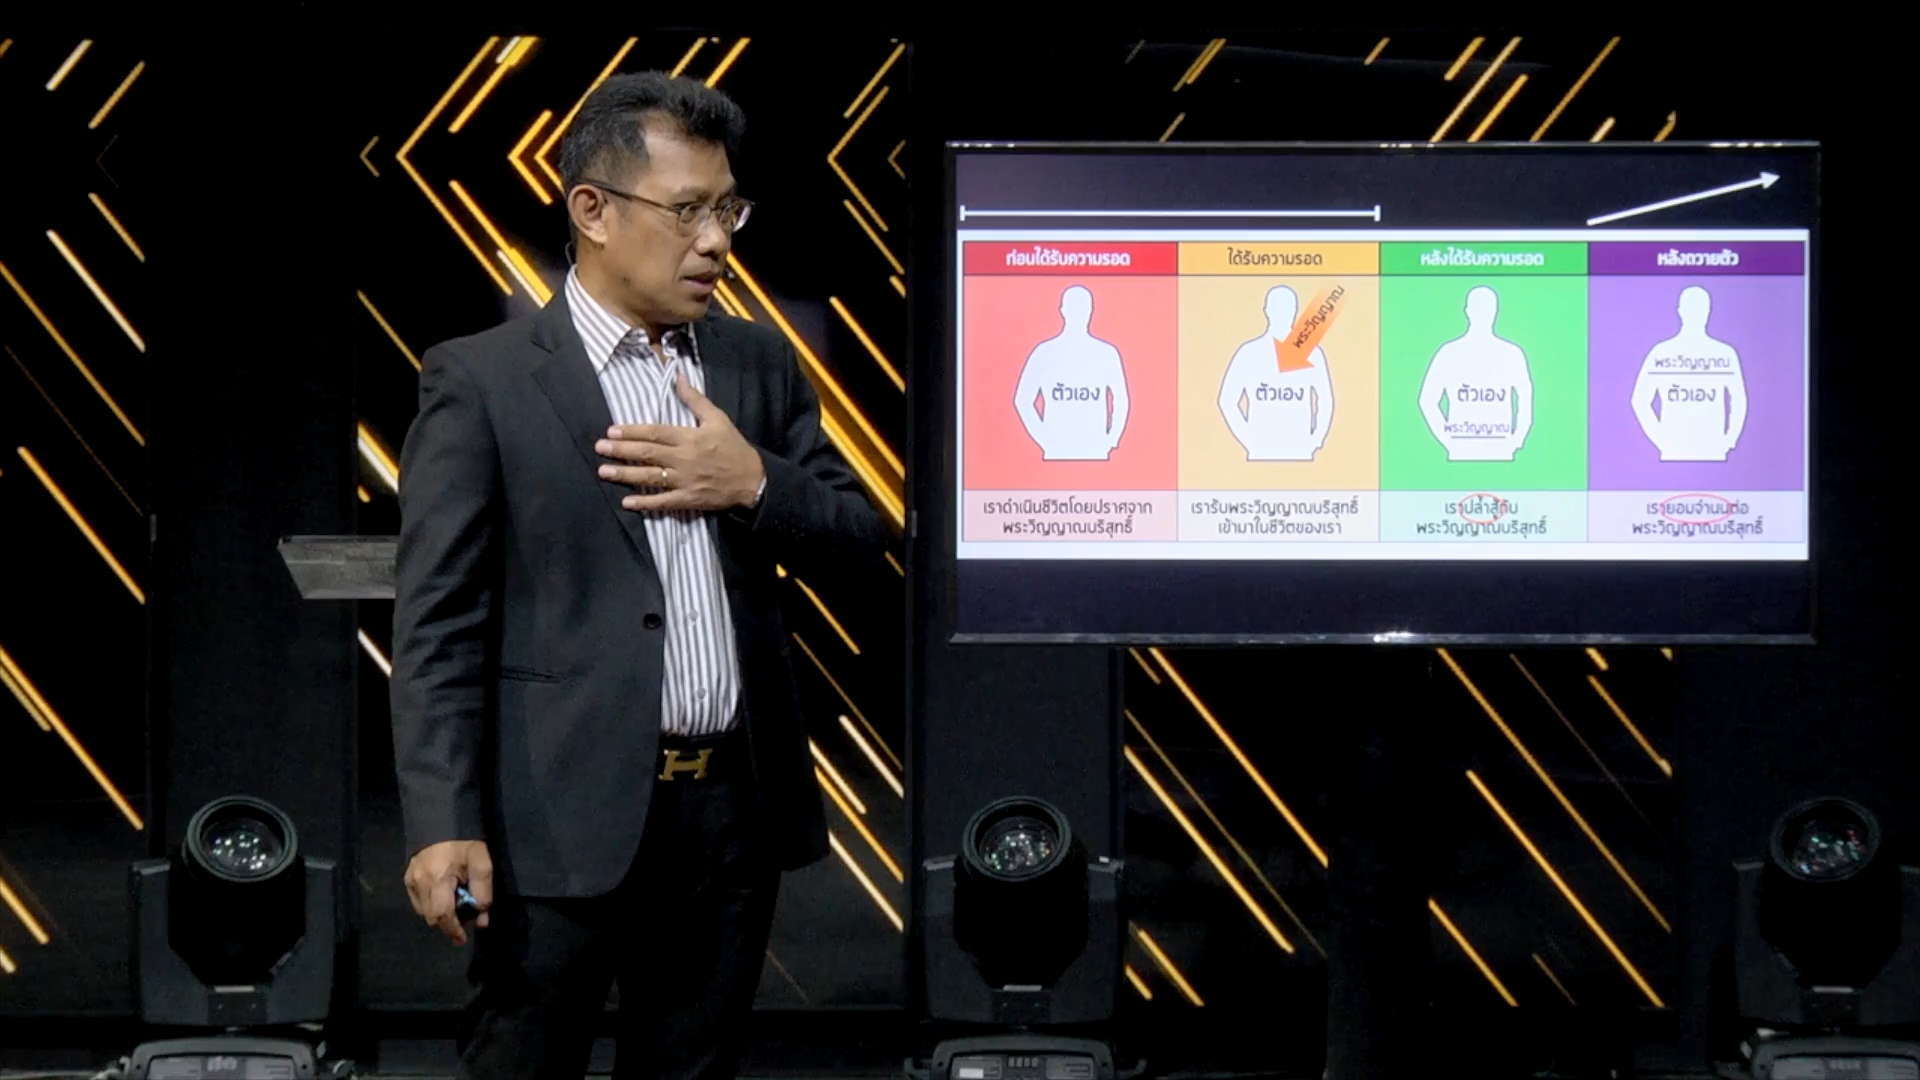 ก่อนได้รับความรอด
ได้รับความรอด
หลังได้รับความรอด
หลังถวายตัว
ตัวเอง
พระวิญญาณ
ตัวเอง
ตัวเอง
พระวิญญาณ
พระวิญญาณ
ตัวเอง
เราดำเนินชีวิตโดยปราศจาก
พระวิญญาณบริสุทธิ์
เรารับพระวิญญาณบริสุทธิ์
เข้ามาในชีวิตของเรา
เราปล้ำสู้กับ
พระวิญญาณบริสุทธิ์
เรายอมจำนนต่อ
พระวิญญาณบริสุทธิ์